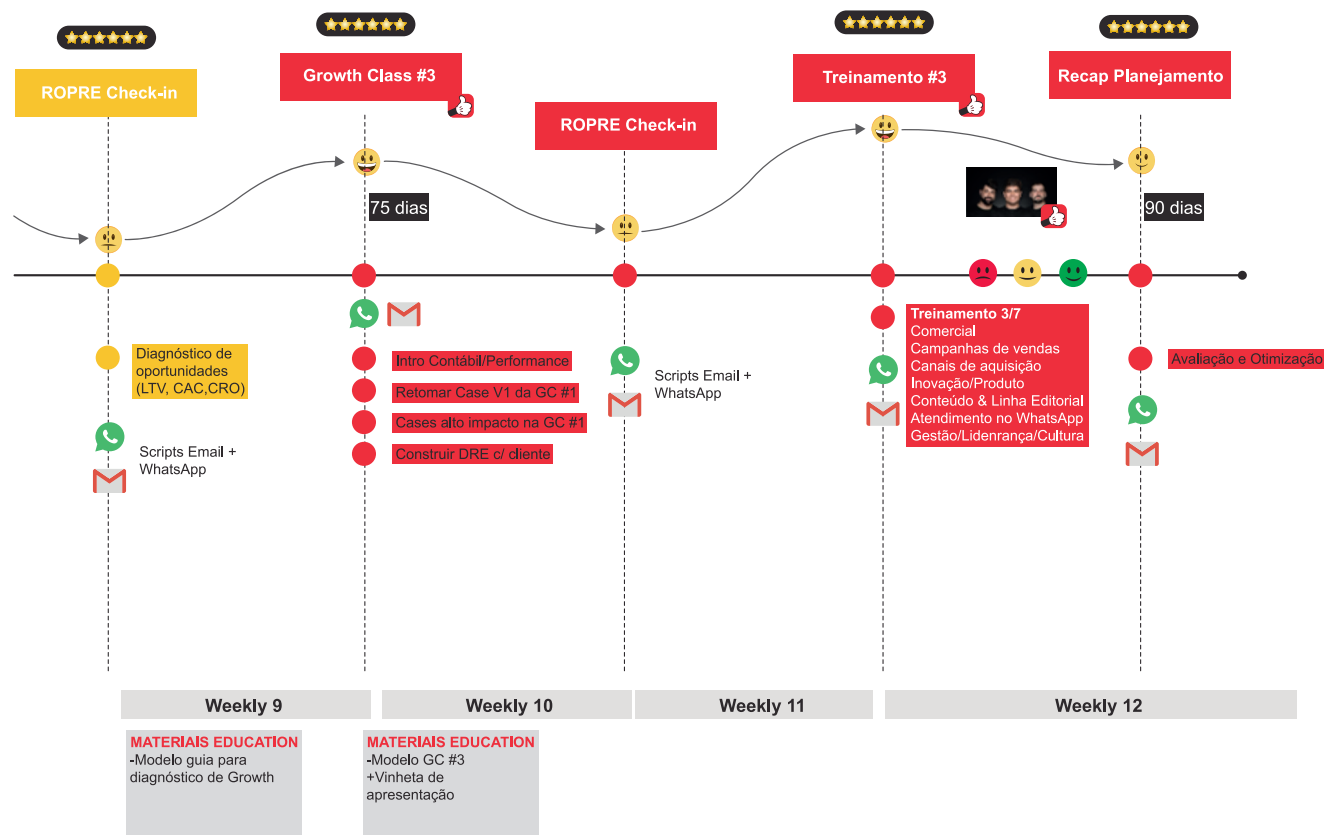 ROPRE Check-in
Growth Class #3
ROPRE Check-in
Treinamento #3
Recap Planejamento
75 dias
90 dias
Diagnóstico de
oportunidades
(LTV, CAC,CRO)
Scripts Email +
WhatsApp
Intro Contábil/Performance
Retomar Case V1 da GC #1
Cases alto impacto na GC #1
Construir DRE c/ cliente
Scripts Email +
WhatsApp
Treinamento 3/7
Comercial
Campanhas de vendas
Canais de aquisição
Inovação/Produto
Conteúdo & Linha Editorial
Atendimento no WhatsApp
Gestão/Lidenrança/Cultura
Avaliação e Otimização
Weekly 9
Weekly 10
Weekly 11
Weekly 12
MATERIAIS EDUCATION
-Modelo guia para
diagnóstico de Growth
MATERIAIS EDUCATION
-Modelo GC #3
+Vinheta de
apresentação